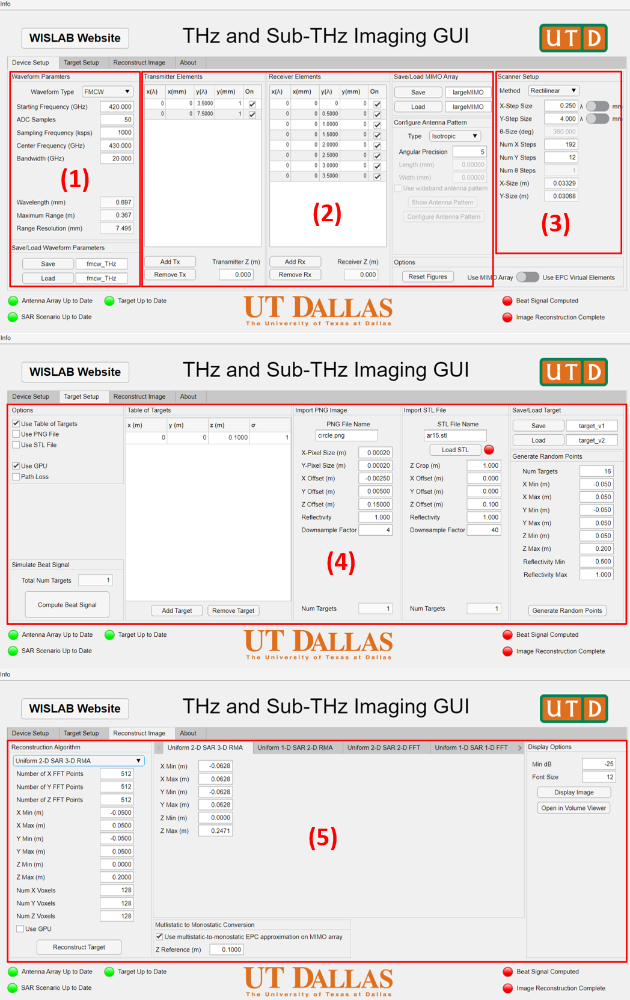 Info
WISLAB Website
THz and Sub-THz Imaging GUI
UTD
Device Setup Target Setup Reconstruct Image About
Waveform Paramters
Waveform Type FMCW
Starting Frequency (GHz) 420.000
ADC Samples 50
Sampling Frequency (ksps) 1000
Center Frequency (GHz) 430.000
Bandwidth (GHz) 20.000
(1)
Wavelength (mm) 0.697
Maximum Range (m) 0.367
Range Resolution (mm) 7.495
Save/Load Waveform Parameters
Save fmcw_THz
Load fmcw_THz
Transmitter Elements
x(λ) x(mm) y(λ) y(mm) On
0 0 3.5000 1
0 0 7.5000 1
Add Tx Transmitter Z (m)
Remove Tx 0.000
Receiver Elements
x(λ) x(mm) y(λ) y(mm) On
0 0 0 0
0 0 0.5000 0
0 0 1.0000 0
0 0 1.5000 0
0 0 2.0000 0
0 0 2.5000 0
0 0 3.0000 0
0 0 3.5000 0
(2)
Add Rx Receiver Z (m)
Remove Rx 0.000
Save/Load MIMO Array
Save largeMIMO
Load largeMIMO
Configure Antenna Pattern
Type Isotropic
Angular Precision 5
Length (mm) 0.00000
Width (mm) 0.00000
Use wideband antenna pattern
Show Antenna Pattern
Configure Antenna Pattern
Options
Reset Figures Use MIMO Array Use EPC Virtual Elements
Scanner Setup
Method Rectilinear
X-Step Size 0.250 λ mm
Y-Step Size 4.000 λ mm
θ-Size (deg) 360.000
Num X Steps 192
Num Y Steps 12
Num θ Steps 1
X-Size (m) 0.03329
Y-Size (m) 0.03068
(3)
Antenna Array Up to Date Target Up to Date
SAR Scenario Up to Date
UT DALLAS
The University of Texas at Dallas
Beat Signal Computed
Image Reconstruction Complete
Info
WISLAB Website
THz and Sub-THz Imaging GUI
UTD
Device Setup Target Setup Reconstruct Image About
Options
Use Table of Targets
Use PNG File
Use STL File
Use GPU
Path Loss
Simulate Beat Signal
Total Num Targets 1
Compute Beat Signal
Table of Targets
x (m) y (m) z (m) σ
0 0 0.1000 1
Add Target Remove Target
Import PNG Image
PNG File Name
circle.png
X-Pixel Size (m) 0.00020
Y-Pixel Size (m) 0.00020
X Offset (m) -0.00250
Y Offset (m) 0.00500
Z Offset (m) 0.15000
Reflectivity 1.000
Downsample Factor 4
(4)
Num Targets 1
Import STL File
STL File Name
ar15.stl
Load STL
Z Crop (m) 1.000
X Offset (m) 0.000
Y Offset (m) 0.000
Z Offset (m) 0.100
Reflectivity 1.000
Downsample Factor 40
Num Targets 1
Save/Load Target
Save target_v1
Load target_v2
Generate Random Points
Num Targets 16
X Min (m) -0.050
X Max (m) 0.050
Y Min (m) -0.050
Y Max (m) 0.050
Z Min (m) 0.050
Z Max (m) 0.200
Reflectivity Min 0.500
Reflectivity Max 1.000
Generate Random Points
Antenna Array Up to Date Target Up to Date
SAR Scenario Up to Date
UT DALLAS
The University of Texas at Dallas
Beat Signal Computed
Image Reconstruction Complete
Info
WISLAB Website
THz and Sub-THz Imaging GUI
UTD
Device Setup Target Setup Reconstruct Image About
Reconstruction Algorithm
Uniform 2-D SAR 3-D RMA
Number of X FFT Points 512
Number of Y FFT Points 512
Number of Z FFT Points 512
X Min (m) -0.0500
X Max (m) 0.0500
Y Min (m) -0.0500
Y Max (m) 0.0500
Z Min (m) 0.0000
Z Max (m) 0.2000
Num X Voxels 128
Num Y Voxels 128
Num Z Voxels 128
Use GPU
Reconstruct Target
Uniform 2-D SAR 3-D RMA Uniform 1-D SAR 2-D RMA Uniform 2-D SAR 2-D FFT Uniform 1-D SAR 1-D FFT
X Min (m) -0.0628
X Max (m) 0.0628
Y Min (m) -0.0628
Y Max (m) 0.0628
Z Min (m) 0.0000
Z Max (m) 0.2471
(5)
Mutlistatic to Monostatic Conversion
Use multistatic-to-monostatic EPC approximation on MIMO array
Z Reference (m) 0.1000
Display Options
Min dB -25
Font Size 12
Display Image
Open in Volume Viewer
Antenna Array Up to Date Target Up to Date
SAR Scenario Up to Date
UT DALLAS
The University of Texas at Dallas
Beat Signal Computed
Image Reconstruction Complete